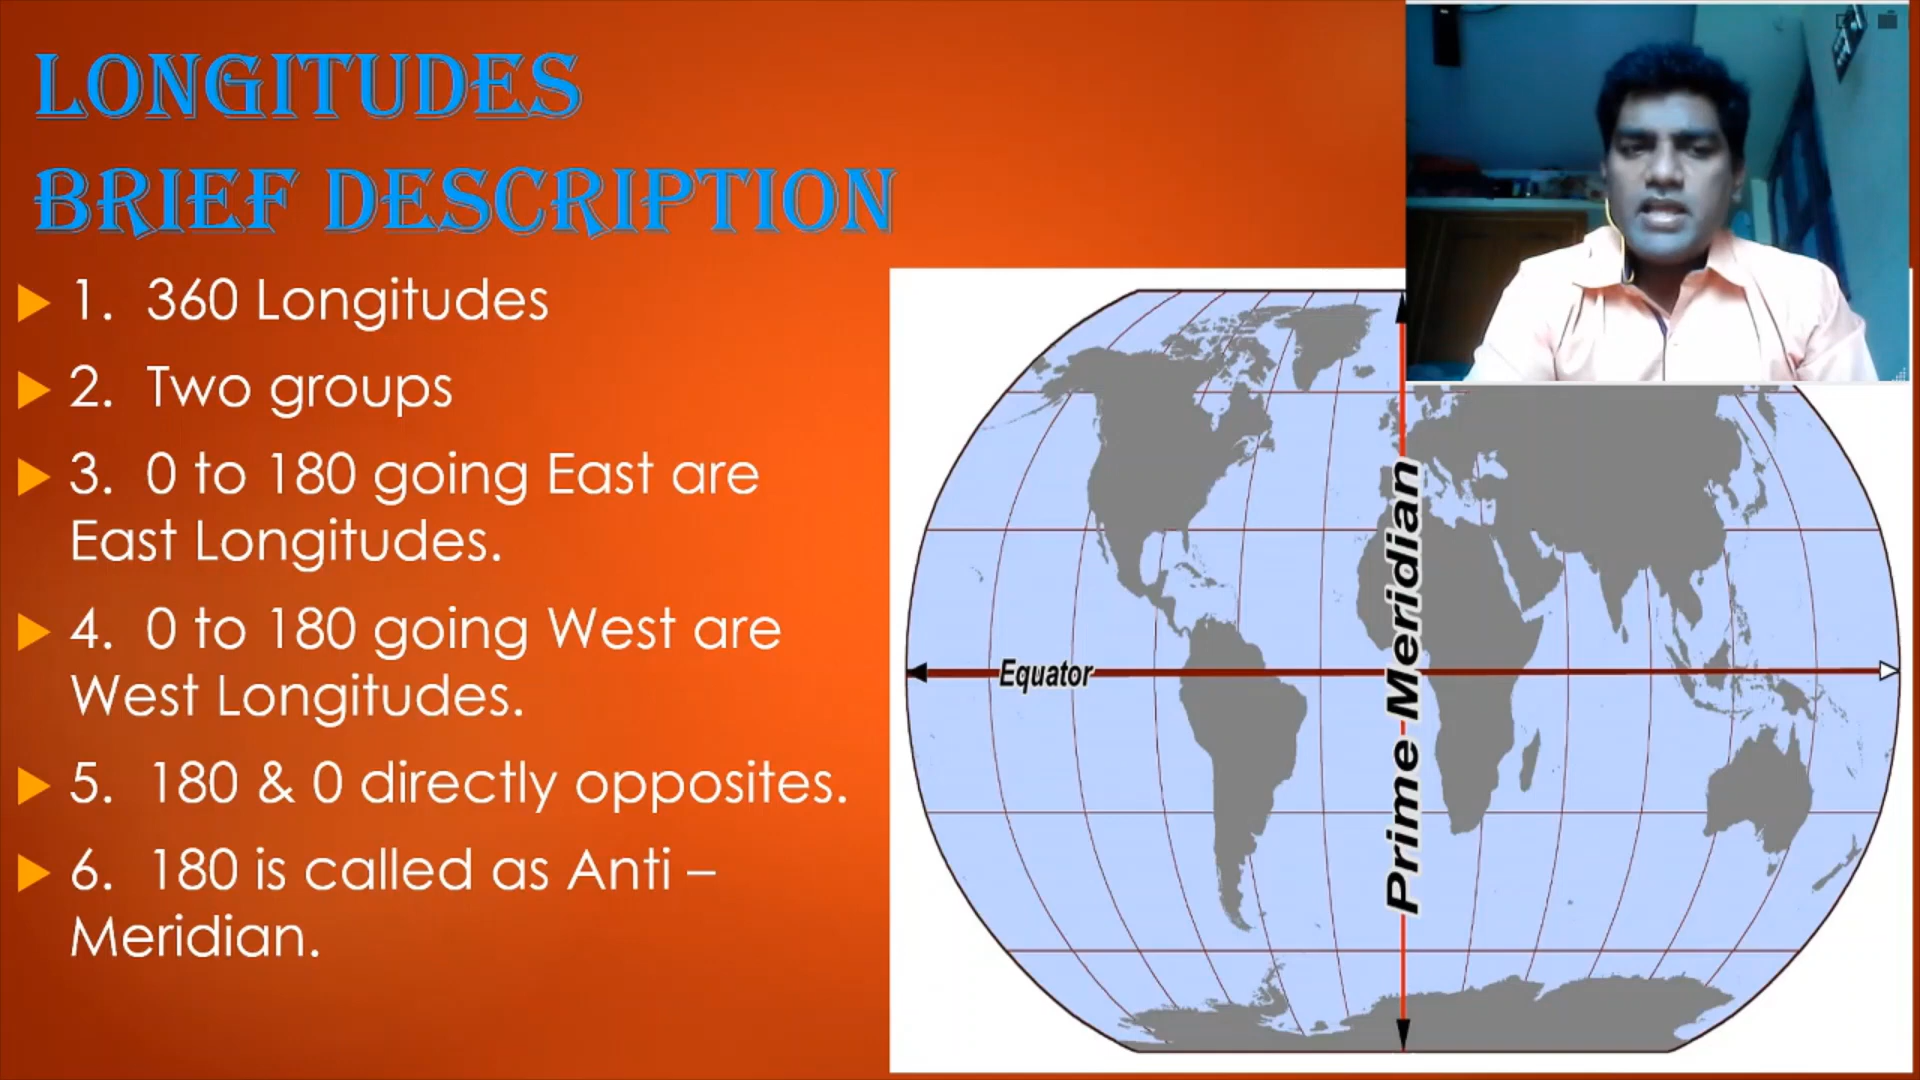 LONGITUDES
BRIEF DESCRIPTION
1. 360 Longitudes
2. Two groups
3. 0 to 180 going East are
East Longitudes.
4. 0 to 180 going West are
West Longitudes.
5. 180 & 0 directly opposites.
6. 180 is called as Anti –
Meridian.
Equator
Prime Meridian